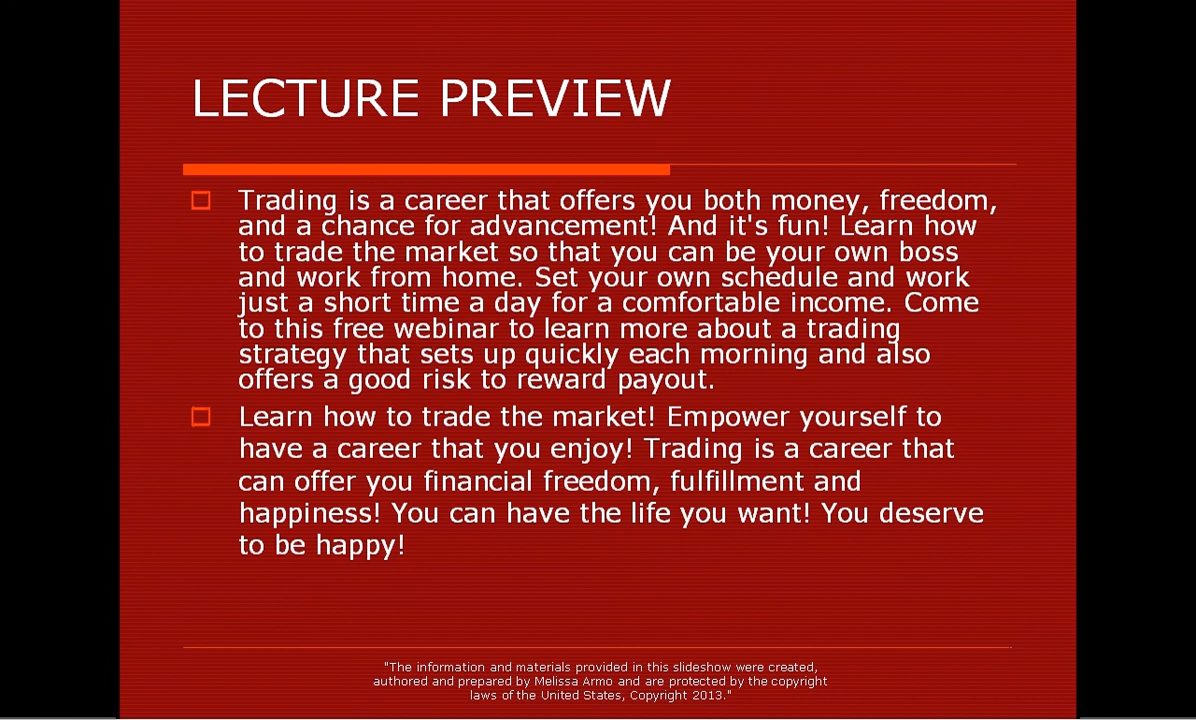 LECTURE PREVIEW
Trading is a career that offers you both money, freedom,
and a chance for advancement! And it's fun! Learn how
to trade the market so that you can be your own boss
and work from home. Set your own schedule and work
just a short time a day for a comfortable income. Come
to this free webinar to learn more about a trading
strategy that sets up quickly each morning and also
offers a good risk to reward payout.
Learn how to trade the market! Empower yourself to
have a career that you enjoy! Trading is a career that
can offer you financial freedom, fulfillment and
happiness! You can have the life you want! You deserve
to be happy!
"The information and materials provided in this slideshow were created,
authored and prepared by Melissa Armo and are protected by the copyright
laws of the United States, Copyright 2013."